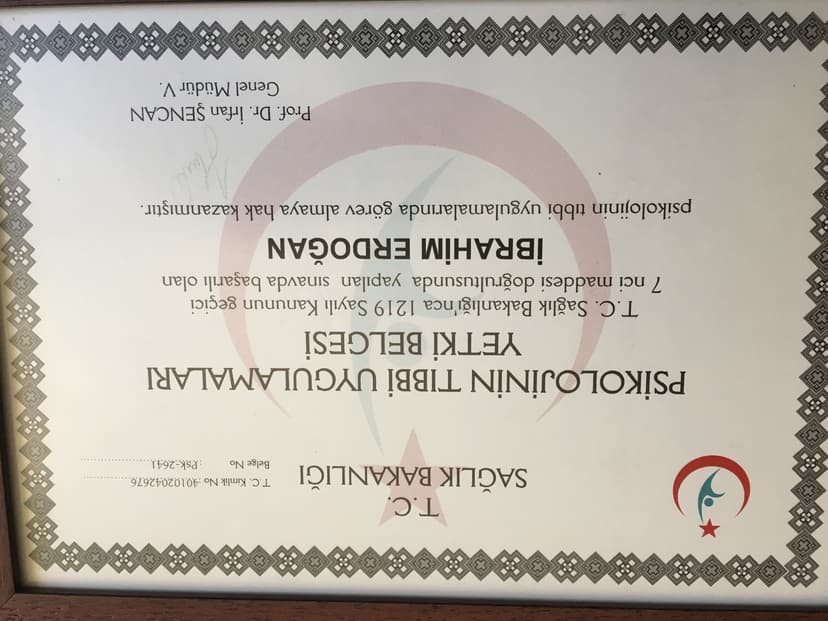 T.C.
SAĞLIK BAKANLIĞI
T.C. Kimlik No :40102042676
Belge No : Psk-2641
PSİKOLOJİNİN TIBBİ UYGULAMALARI
YETKİ BELGESİ
T.C. Sağlık Bakanlığı'nca 1219 Sayılı Kanunun geçici
7 nci maddesi doğrultusunda yapılan sınavda başarılı olan
İBRAHİM ERDOĞAN
psikolojinin tıbbi uygulamalarında görev almaya hak kazanmıştır.
Prof. Dr. İrfan ŞENCAN
Genel Müdür V.